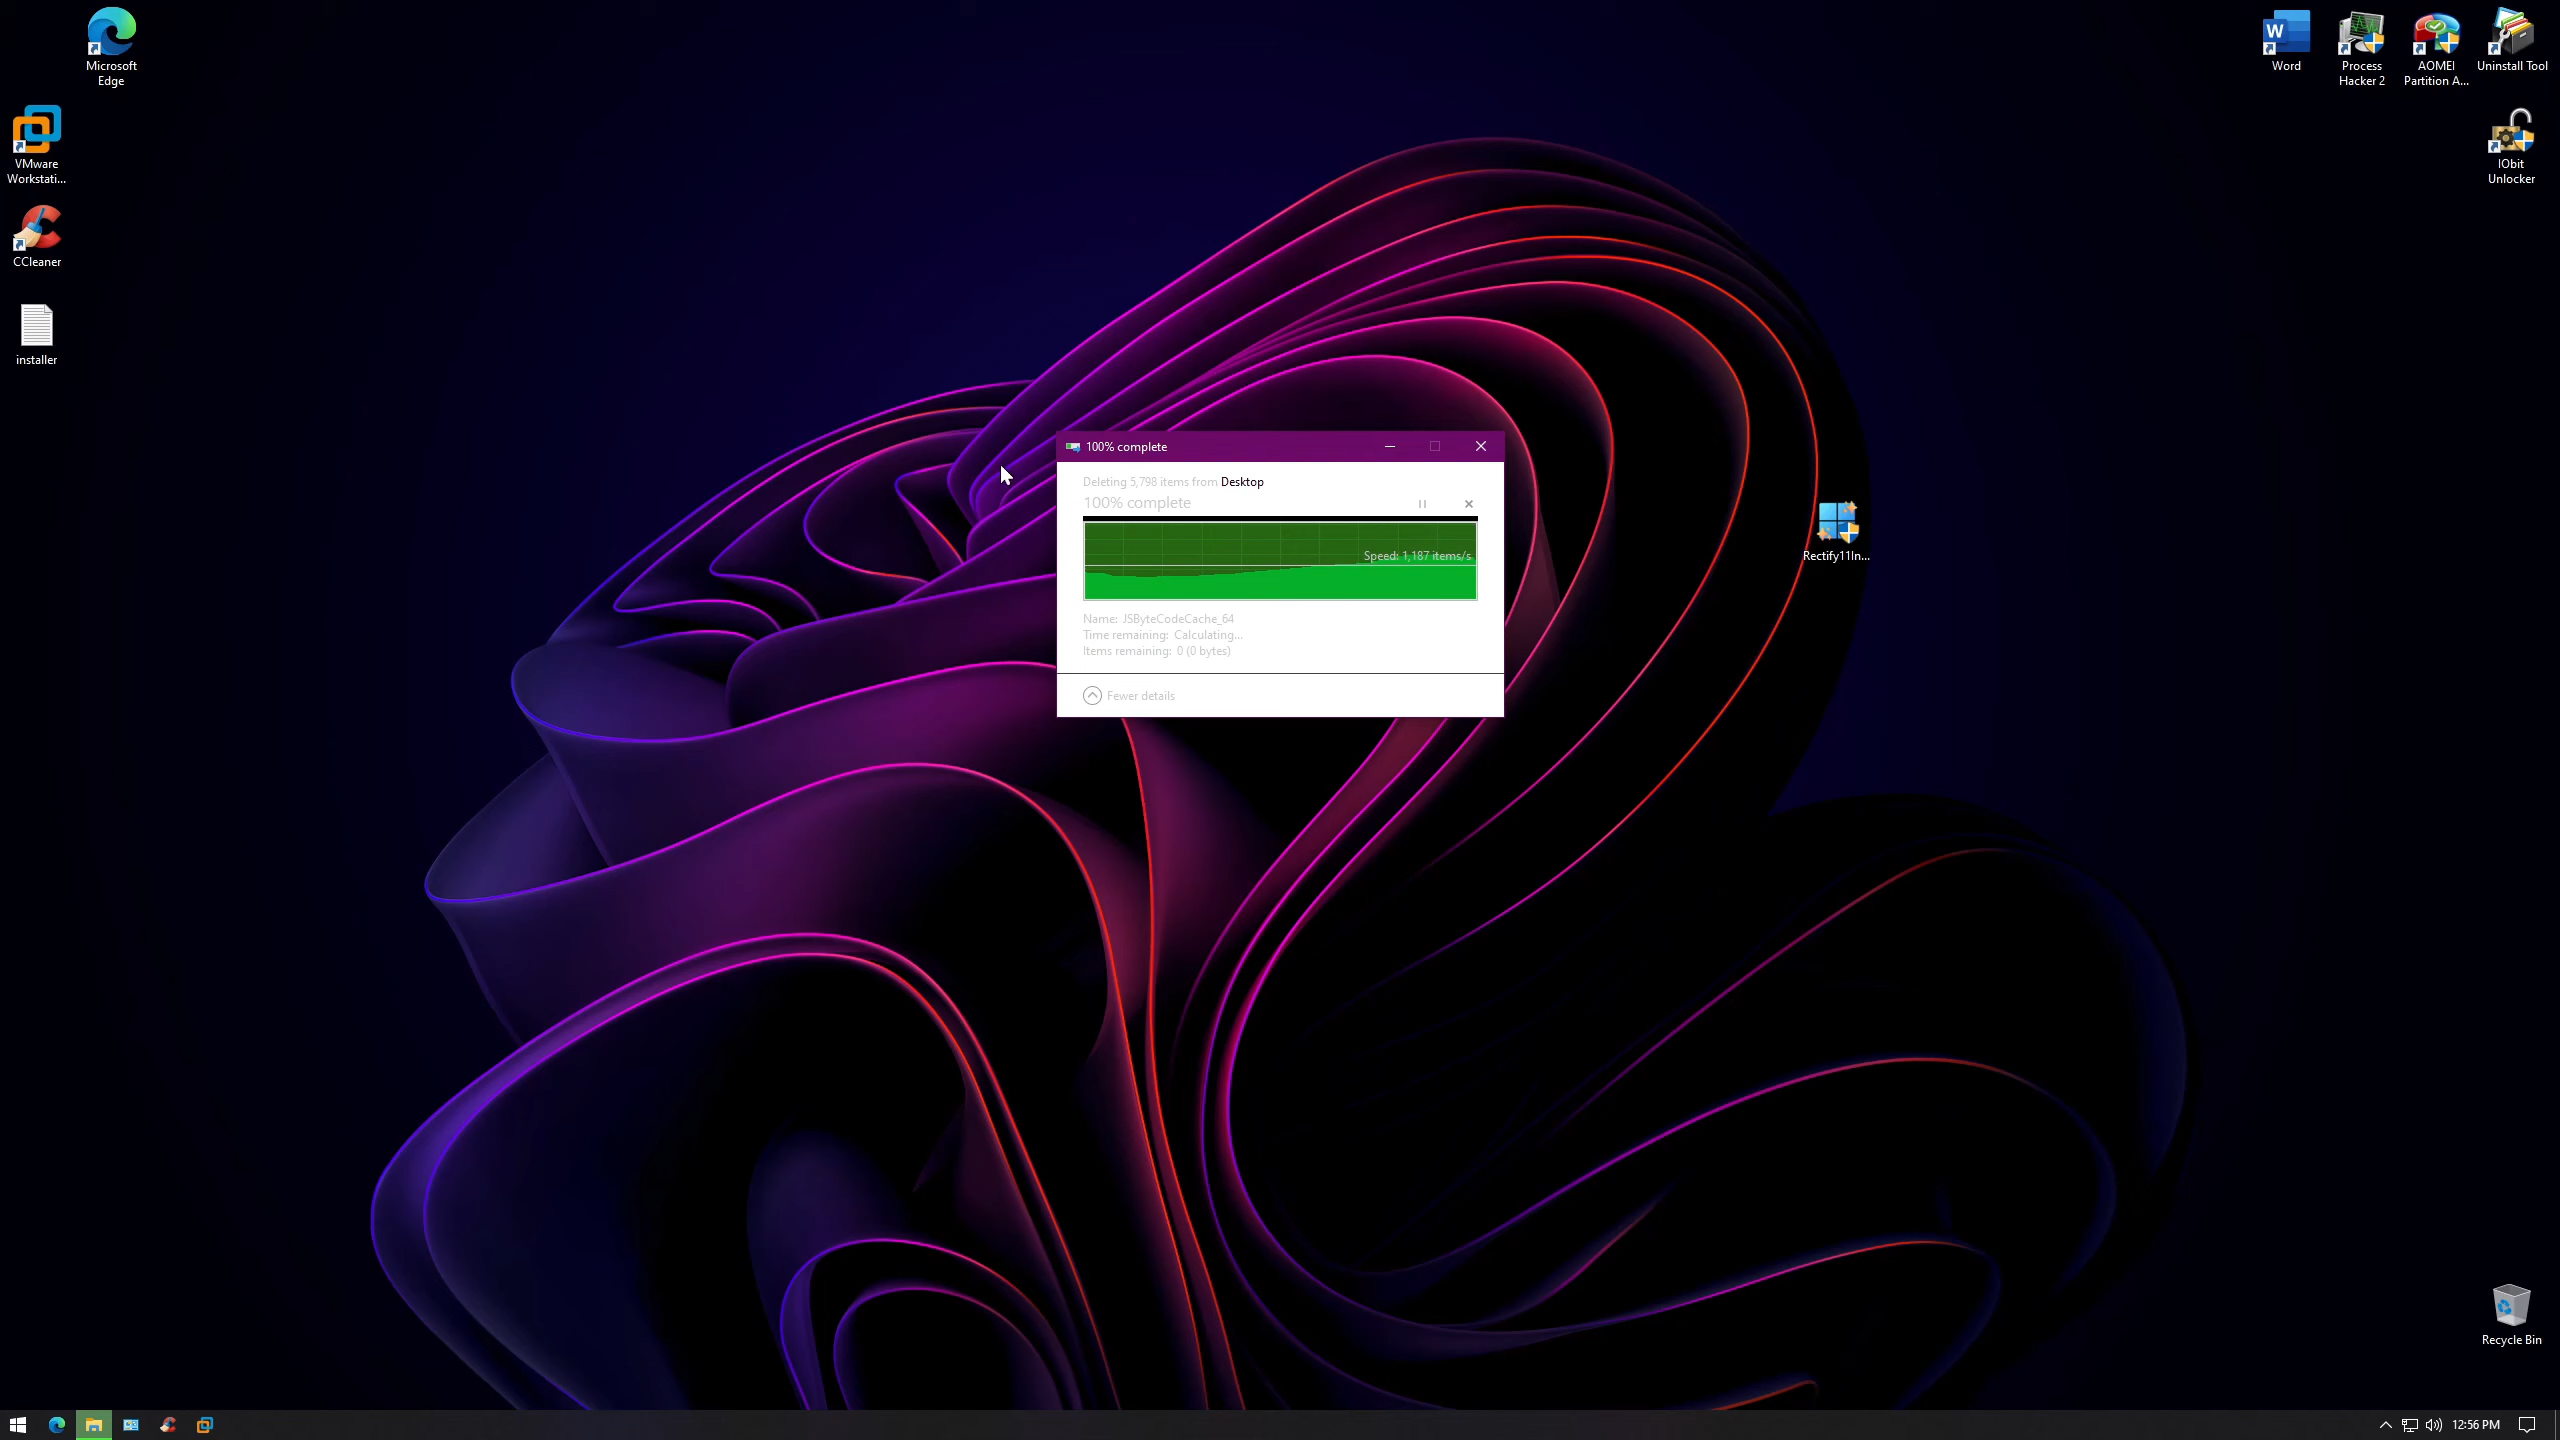 Microsoft
Edge
VMware
Workstati...
CCleaner
installer
Word
Process
Hacker 2
AOMEI
Partition A...
Uninstall Tool
IObit
Unlocker
100% complete
Deleting 5,798 items from Desktop
100% complete
Speed: 1,187 items/s
Name: JSByteCodeCache_64
Time remaining: Calculating...
Items remaining: 0 (0 bytes)
Fewer details
Rectify11In...
Recycle Bin
12:56 PM